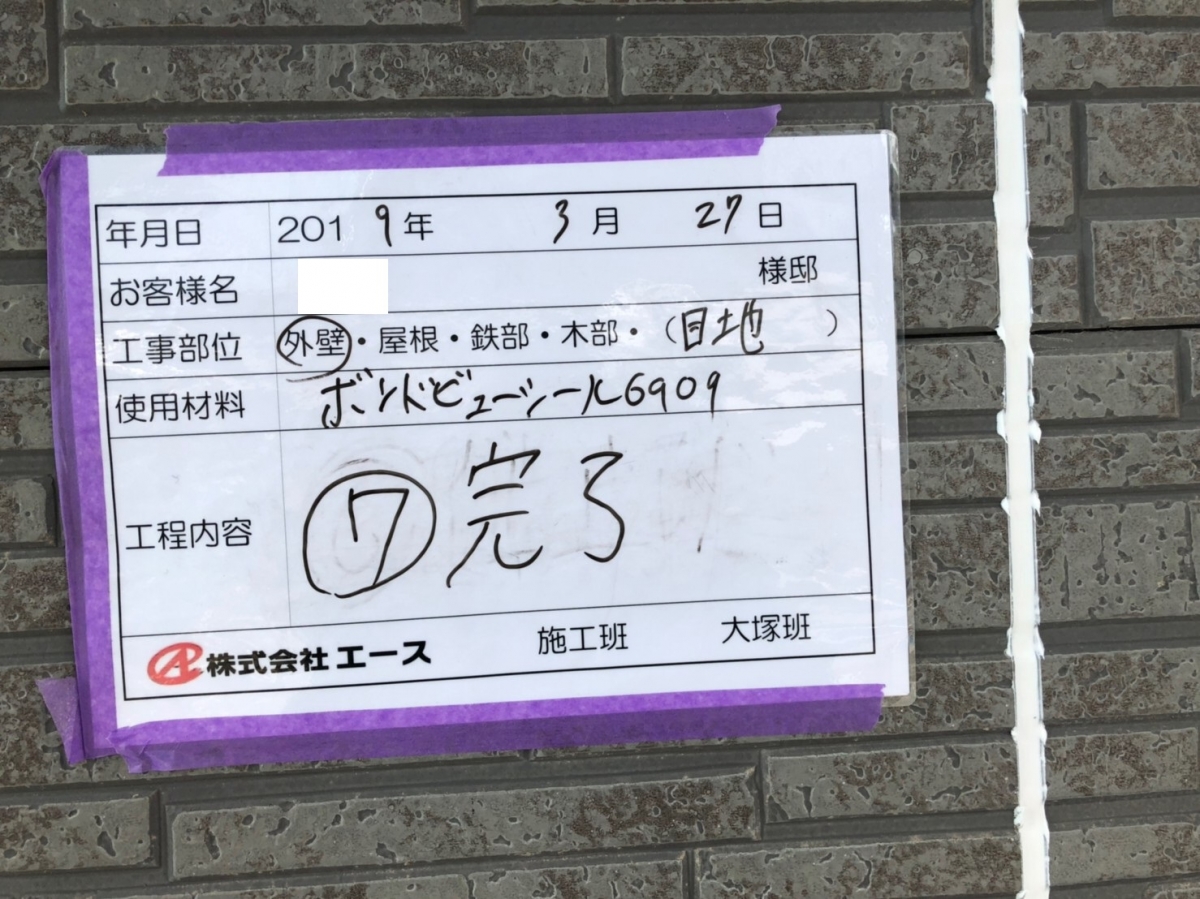 年月日 2019年 3月 27日
お客様名 様邸
工事部位 外壁・屋根・鉄部・木部・(目地 )
使用材料 ボンドビューシール6909
工程内容 ⑦完了
株式会社エース 施工班 大塚班